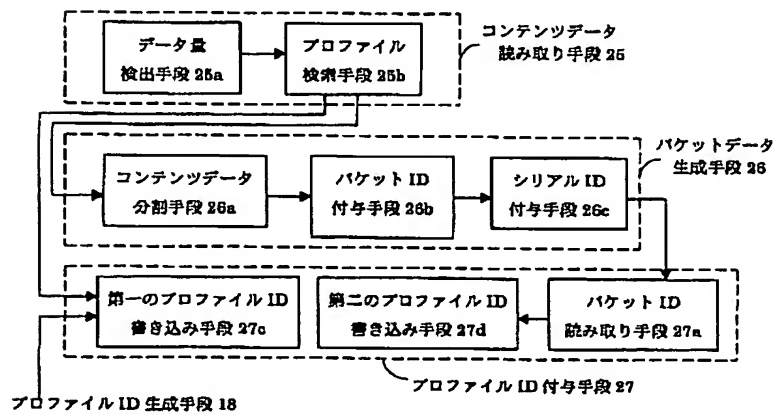 データ量
検出手段 25a
プロファイル
検索手段 25b
コンテンツデータ
読み取り手段 25
パケットデータ
生成手段 26
コンテンツデータ
分割手段 26a
パケット ID
付与手段 26b
シリアル ID
付与手段 26c
第一のプロファイル ID
書き込み手段 27c
第二のプロファイル ID
書き込み手段 27d
パケット ID
読み取り手段 27a
プロファイル ID 付与手段 27
プロファイル ID 生成手段 18